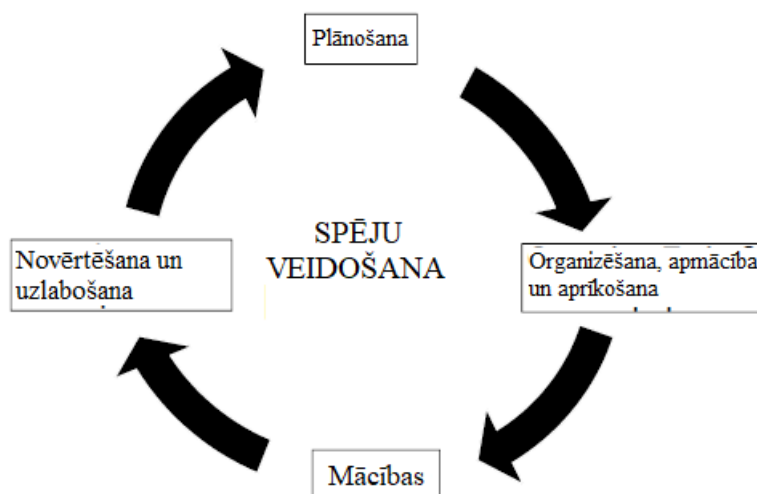 Plānošana
SPĒJU
VEIDOŠANA
Novērtēšana un
uzlabošana
Organizēšana, apmācība
un aprīkošana
Mācības